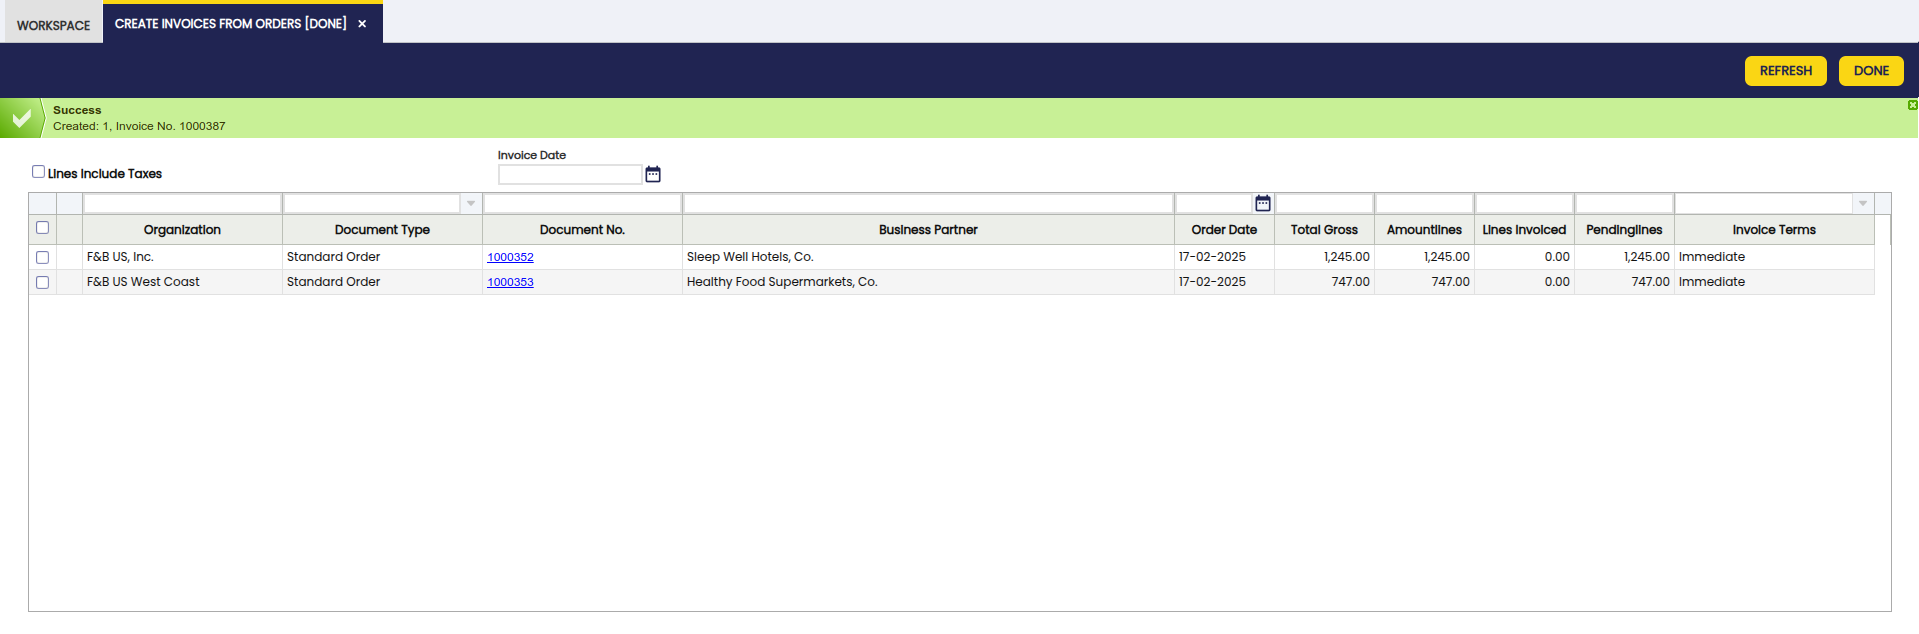 WORKSPACE
CREATE INVOICES FROM ORDERS [DONE] ×
REFRESH
DONE
Success
Created: 1, Invoice No. 1000387
Lines Include Taxes
Invoice Date
Organization Document Type Document No. Business Partner Order Date Total Gross Amountlines Lines Invoiced Pendinglines Invoice Terms
F&B US, Inc. Standard Order 1000352 Sleep Well Hotels, Co. 17-02-2025 1,245.00 1,245.00 0.00 1,245.00 Immediate
F&B US West Coast Standard Order 1000353 Healthy Food Supermarkets, Co. 17-02-2025 747.00 747.00 0.00 747.00 Immediate